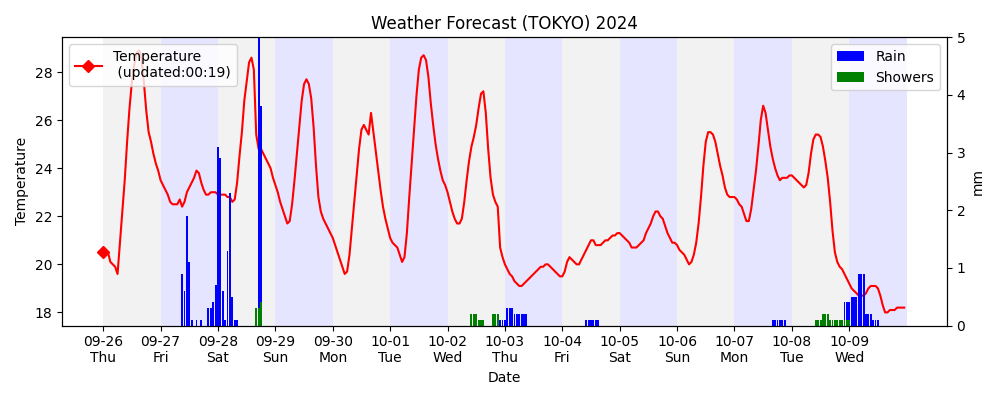 Weather Forecast (TOKYO) 2024
Temperature
(updated:00:19)
Rain
Showers
Temperature
28
26
24
22
20
18
5
4
3
2
1
0
mm
09-26 09-27 09-28 09-29 09-30 10-01 10-02 10-03 10-04 10-05 10-06 10-07 10-08 10-09
Thu Fri Sat Sun Mon Tue Wed Thu Fri Sat Sun Mon Tue Wed
Date